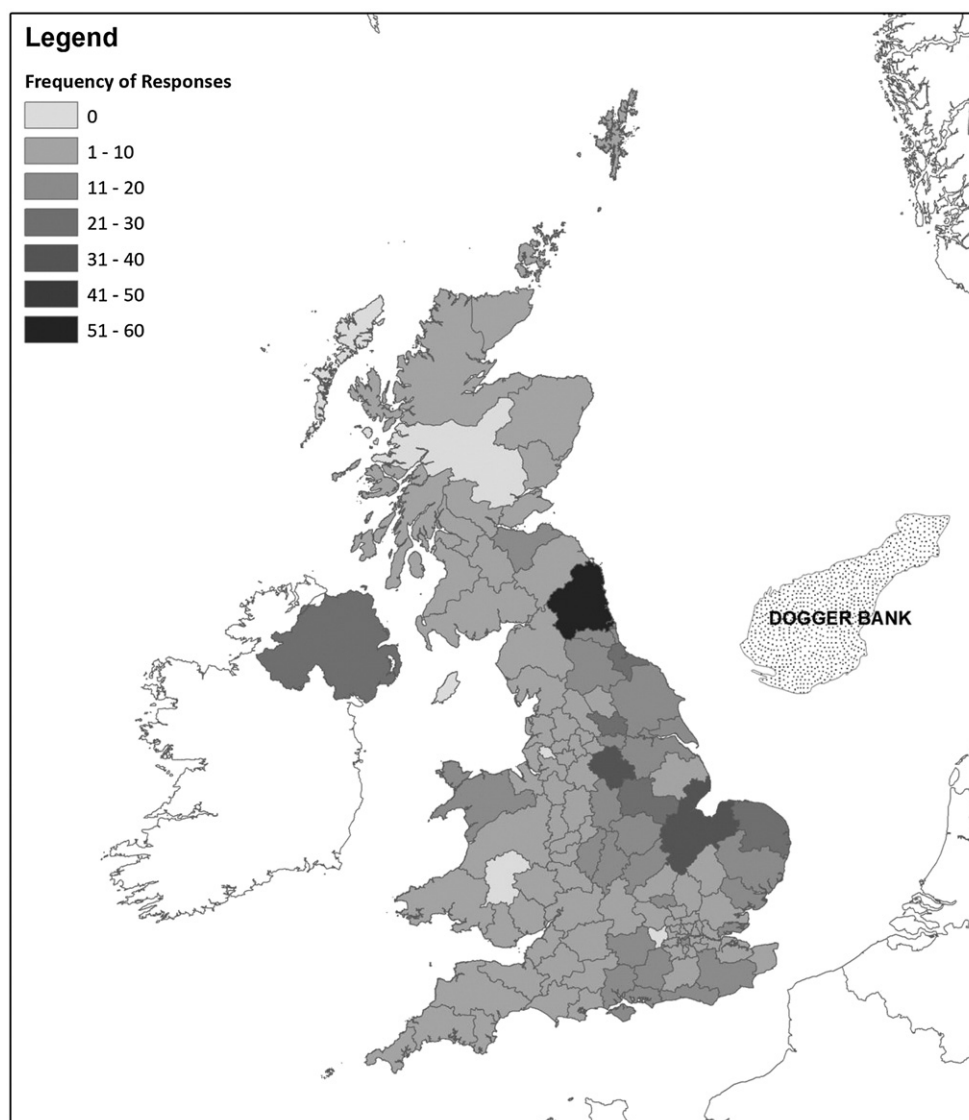 Legend
Frequency of Responses
0
1 - 10
11 - 20
21 - 30
31 - 40
41 - 50
51 - 60
DOGGER BANK